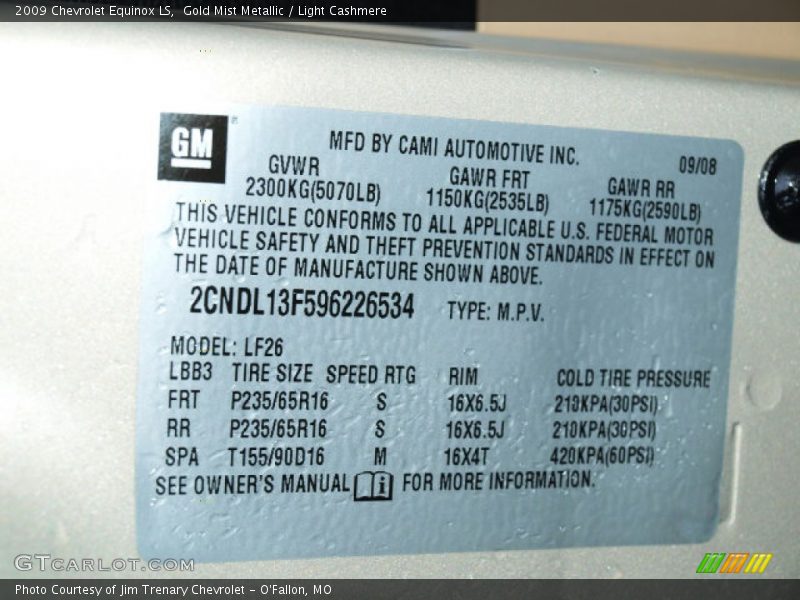 2009 Chevrolet Equinox LS,  Gold Mist Metallic / Light Cashmere
GM
MFD BY CAMI AUTOMOTIVE INC.
09/08
GVWR GAWR FRT GAWR RR
2300KG(5070LB) 1150KG(2535LB) 1175KG(2590LB)
THIS VEHICLE CONFORMS TO ALL APPLICABLE U.S. FEDERAL MOTOR
VEHICLE SAFETY AND THEFT PREVENTION STANDARDS IN EFFECT ON
THE DATE OF MANUFACTURE SHOWN ABOVE.
2CNDL13F596226534 TYPE: M.P.V.
MODEL: LF26
LBB3 TIRE SIZE SPEED RTG RIM COLD TIRE PRESSURE
FRT P235/65R16 S 16X6.5J 210KPA(30PSI)
RR P235/65R16 S 16X6.5J 210KPA(30PSI)
SPA T155/90D16 M 16X4T 420KPA(60PSI)
SEE OWNER'S MANUAL i FOR MORE INFORMATION.
GTCARLOT.COM
Photo Courtesy of Jim Trenary Chevrolet - O'Fallon, MO